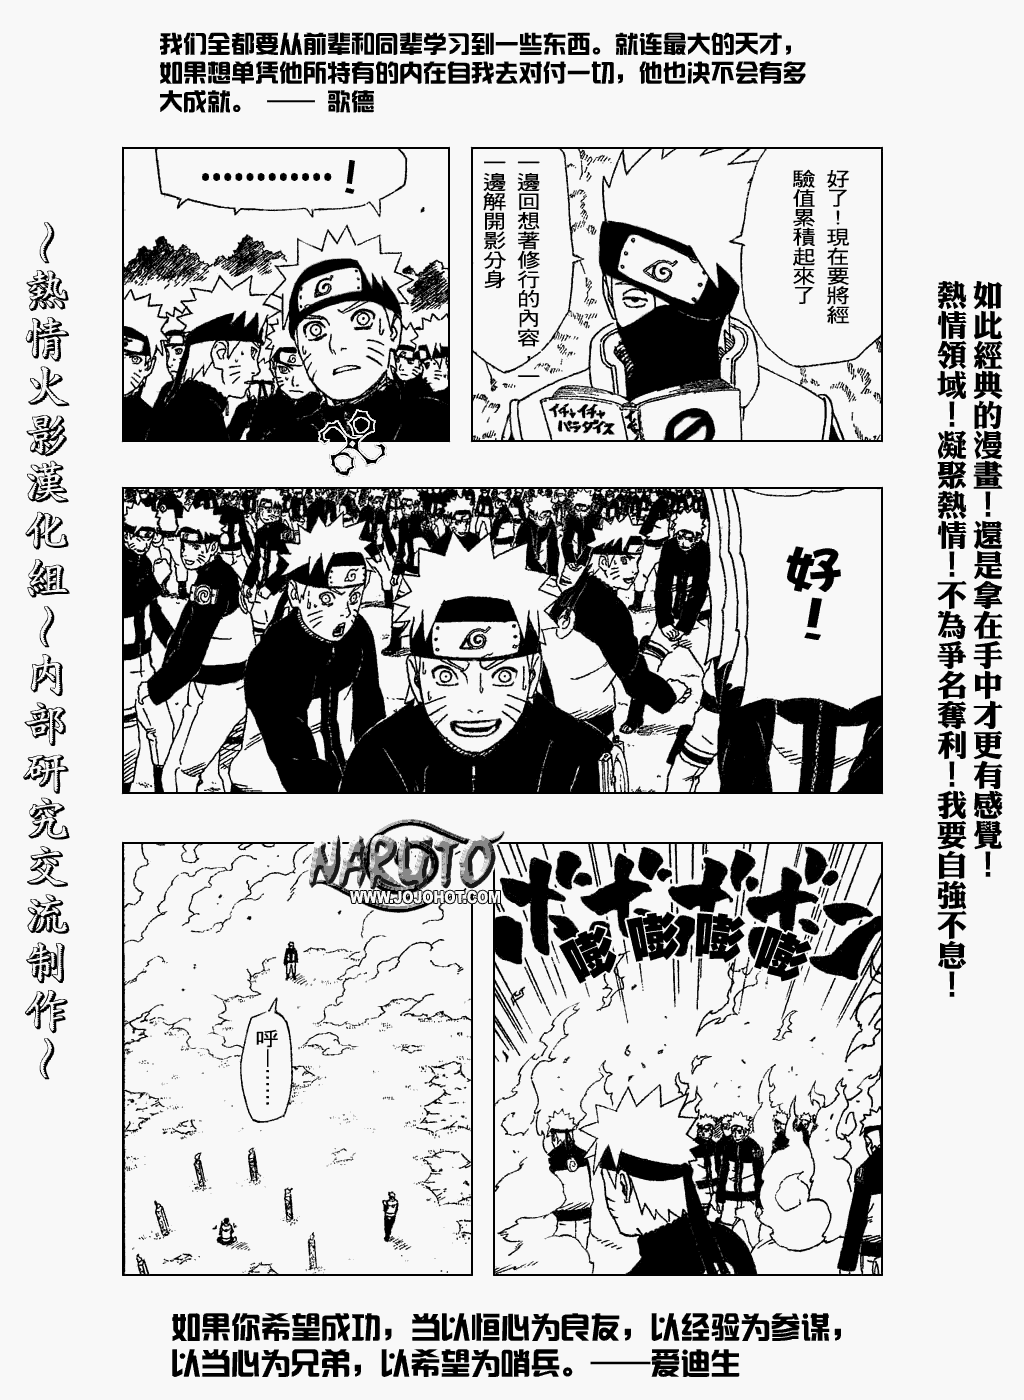 我们全都要从前辈和同辈学习到一些东西。就连最大的天才，
如果想单凭他所特有的内在自我去对付一切，他也决不会有多
大成就。 —— 歌德
如此經典的漫畫！還是拿在手中才更有感覺！
熱情領域！凝聚熱情！不為爭名奪利！我要自強不息！
好了！現在要將經
驗值累積起來了
一邊回想著修行的內容．一
一邊解開影分身
イチャイチャ
パラダイス
イチャ
…………！
好！
ボボボボンッ
嘭嘭嘭嘭
NARUTO
WWW.JOJOHOT.COM
呼—……
～熱情火影漢化組～內部研究交流制作～
如果你希望成功，当以恒心为良友，以经验为参谋，
以当心为兄弟，以希望为哨兵。——爱迪生